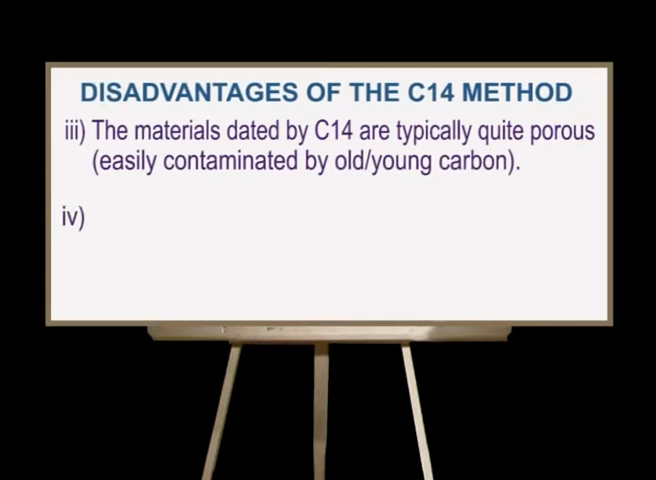 DISADVANTAGES OF THE C14 METHOD
iii) The materials dated by C14 are typically quite porous
(easily contaminated by old/young carbon).
iv)